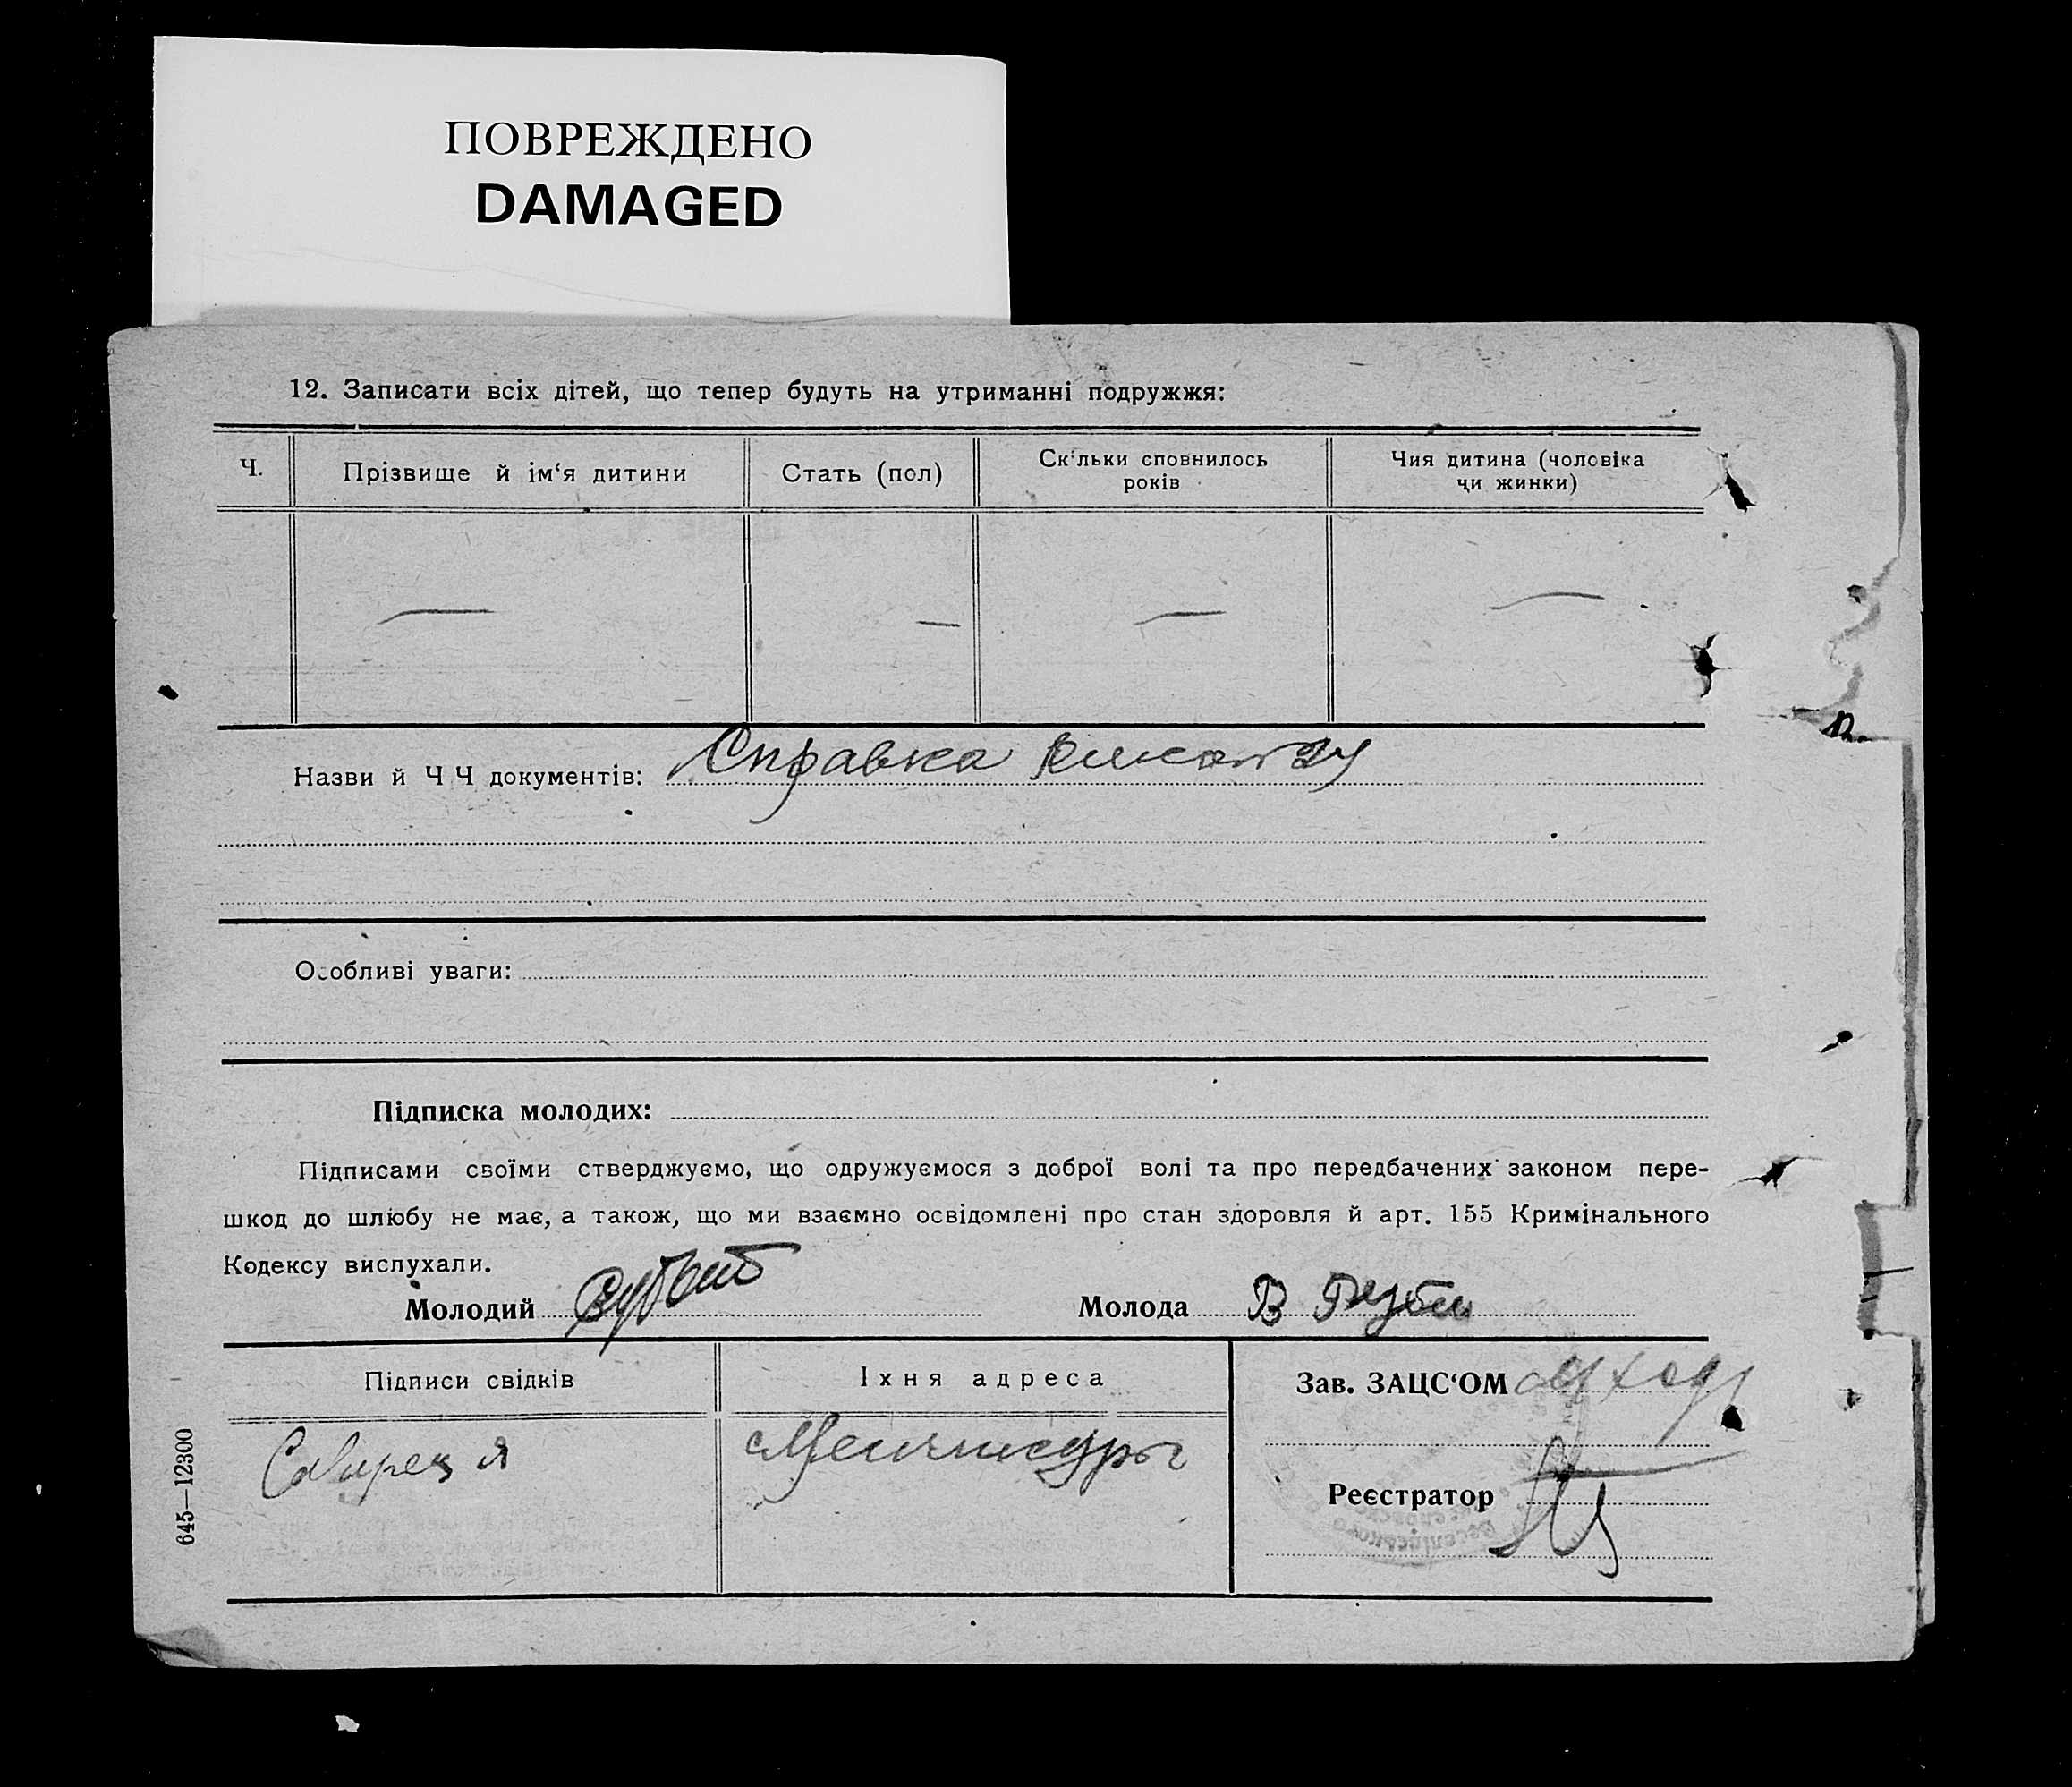 ПОВРЕЖДЕНО
DAMAGED
12. Записати всіх дітей, що тепер будуть на утриманні подружжя:
Ч.
Прізвище й ім‘я дитини
Стать (пол)
Скільки сповнилось
років
Чия дитина (чоловіка
чи жинки)
— — — —
Назви й Ч Ч документів: Справка
Особливі уваги:
Підписка молодих:
Підписами своїми стверджуємо, що одружуємося з доброї волі та про передбачених законом пере-
шкод до шлюбу не має, а також, що ми взаємно освідомлені про стан здоровля й арт. 155 Кримінального
Кодексу вислухали.
Молодий
Молода В
Підписи свідків
Їхня адреса
Зав. ЗАЦС‘ОМ
Реєстратор
645—12300